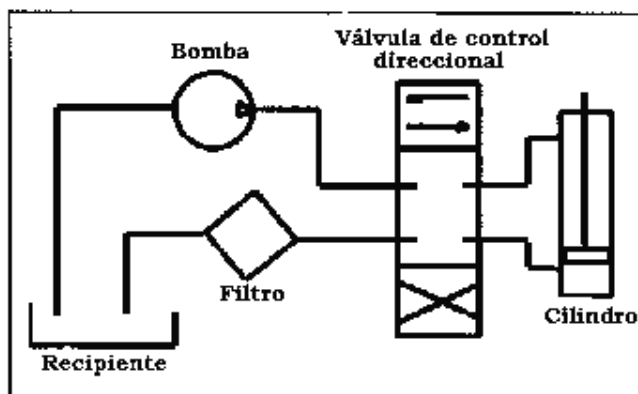 Bomba
Válvula de control
direccional
Filtro
Cilindro
Recipiente